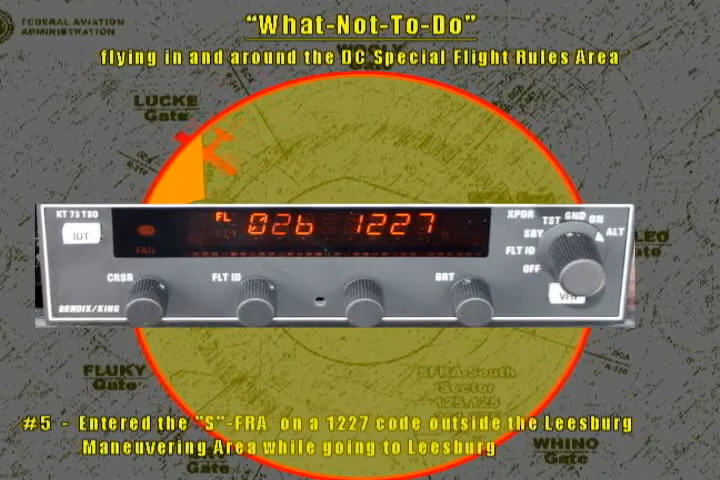 FEDERAL AVIATION
ADMINISTRATION
"What-Not-To-Do"
flying in and around the DC Special Flight Rules Area
LUCKE
Gate
KT 73 TSO
IDT
FAIL
FL 026 1227
XPDR
TST
GND
ON
SBY
ALT
FLT ID
OFF
VFR
CRSR
FLT ID
BRT
BENDIX/KING
LEO
Gate
FLUKY
Gate
SFRA South
Sector
#5 - Entered the "S"-FRA on a 1227 code outside the Leesburg
Maneuvering Area while going to Leesburg
WHINO
Gate
Gate